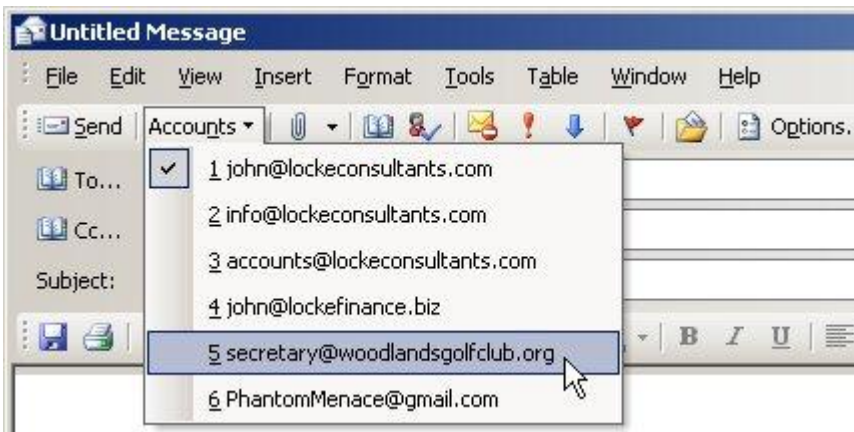 Untitled Message
File Edit View Insert Format Tools Table Window Help
Send Accounts Options.
To...
1 john@lockeconsultants.com
2 info@lockeconsultants.com
Cc...
3 accounts@lockeconsultants.com
Subject:
4 john@lockefinance.biz
5 secretary@woodlandsgolfclub.org
B I U
6 PhantomMenace@gmail.com